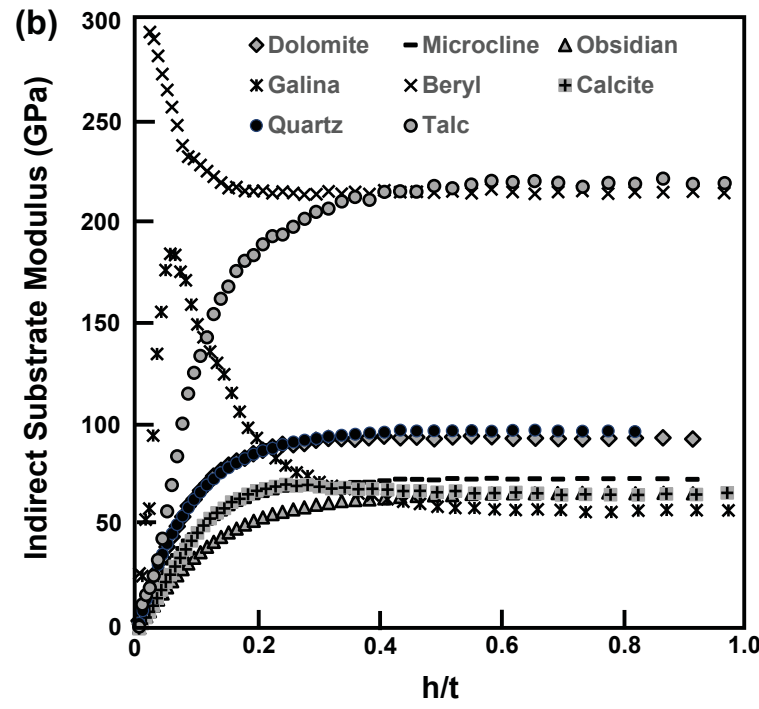 (b)
Indirect Substrate Modulus (GPa)
300
250
200
150
100
50
0
Dolomite Microcline Obsidian
Galina Beryl Calcite
Quartz Talc
0 0.2 0.4 0.6 0.8 1.0
h/t